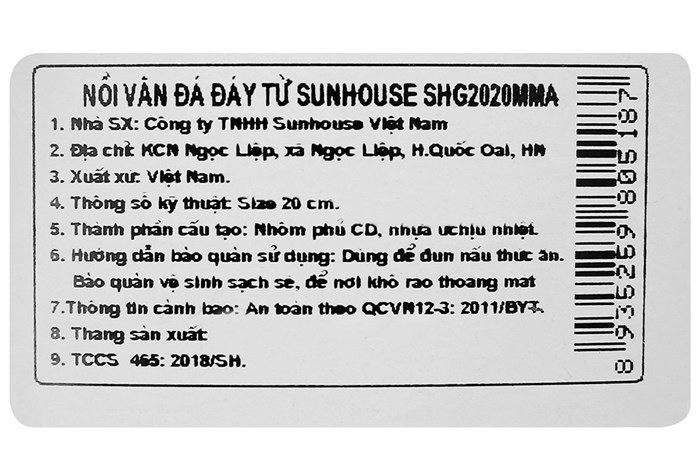 NỒI VÂN ĐÁ ĐÁY TỪ SUNHOUSE SHG2020MMA
1. Nhà SX: Công ty TNHH Sunhouse Việt Nam
2. Địa chỉ: KCN Ngọc Liệp, xã Ngọc Liệp, H.Quốc Oai, HN
3. Xuất xứ: Việt Nam.
4. Thông số kỹ thuật: Size 20 cm.
5. Thành phần cấu tạo: Nhôm phủ CD, nhựa uchịu nhiệt.
6. Hướng dẫn bảo quản sử dụng: Dùng để đun nấu thức ăn.
Bảo quản vệ sinh sạch sẽ, để nơi khô rao thoang mat
7.Thông tin cảnh báo: An toàn theo QCVN12-3: 2011/BYT.
8. Thang sản xuất:
9. TCCS 465: 2018/SH.
8935269805187